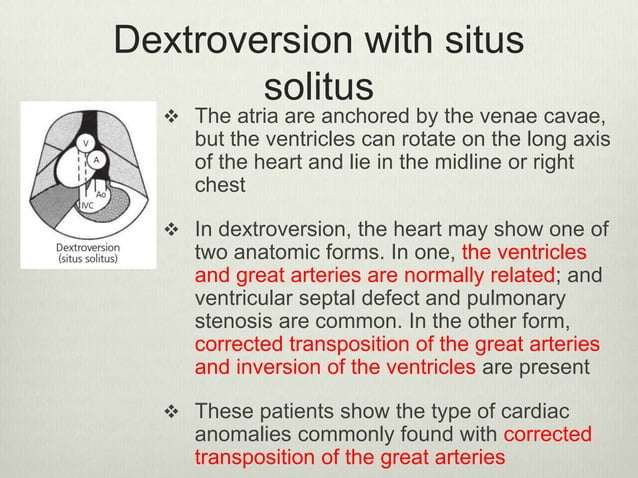 Dextroversion with situs
solitus
V
A
Ao
IVC
Dextroversion
(situs solitus)
❖ The atria are anchored by the venae cavae,
but the ventricles can rotate on the long axis
of the heart and lie in the midline or right
chest
❖ In dextroversion, the heart may show one of
two anatomic forms. In one, the ventricles
and great arteries are normally related; and
ventricular septal defect and pulmonary
stenosis are common. In the other form,
corrected transposition of the great arteries
and inversion of the ventricles are present
❖ These patients show the type of cardiac
anomalies commonly found with corrected
transposition of the great arteries